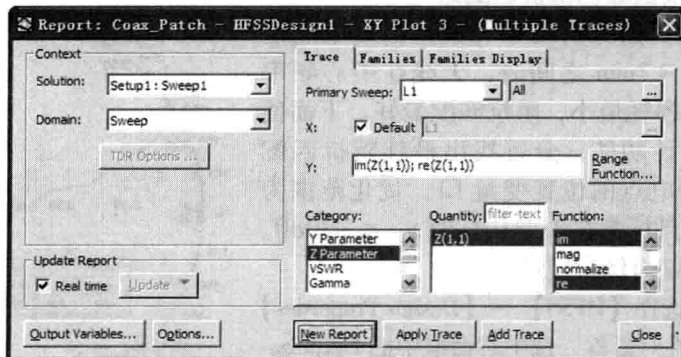 Report: Coax_Patch - HFSSDesign1 - XY Plot 3 - (Multiple Traces)
Context
Solution:
Setup1 : Sweep1
Domain:
Sweep
TDR Options ...
Update Report
Real time
Update
Trace
Families
Families Display
Primary Sweep:
L1
All
...
X:
Default
L1
...
Y:
im(Z(1,1)); re(Z(1,1))
Range
Function...
Category:
Quantity:
filter-text
Function:
Y Parameter
Z Parameter
VSWR
Gamma
Z(1,1)
im
mag
normalize
re
Output Variables...
Options...
New Report
Apply Trace
Add Trace
Close